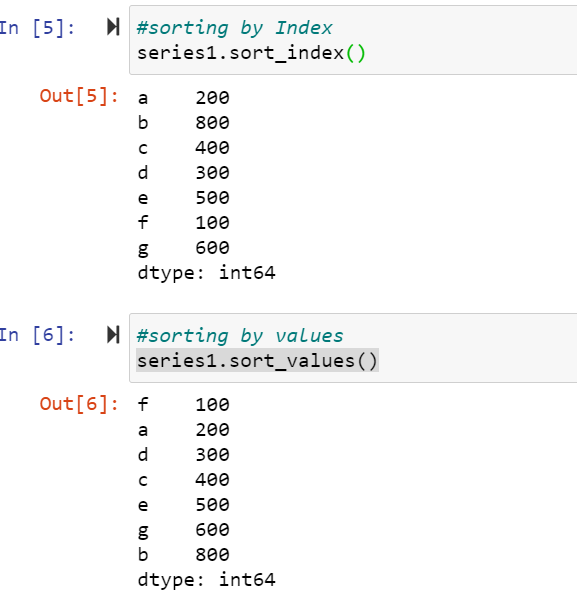 In [5]:
#sorting by Index
series1.sort_index()
Out[5]:
a 200
b 800
c 400
d 300
e 500
f 100
g 600
dtype: int64
In [6]:
#sorting by values
series1.sort_values()
Out[6]:
f 100
a 200
d 300
c 400
e 500
g 600
b 800
dtype: int64